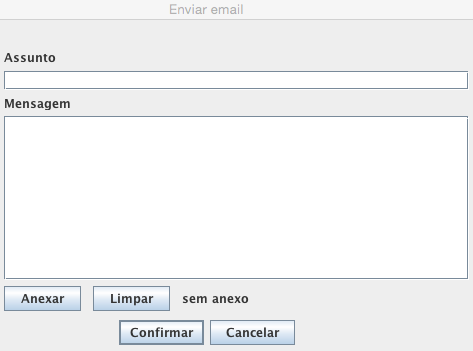 Enviar email
Assunto
Mensagem
Anexar Limpar sem anexo
Confirmar Cancelar